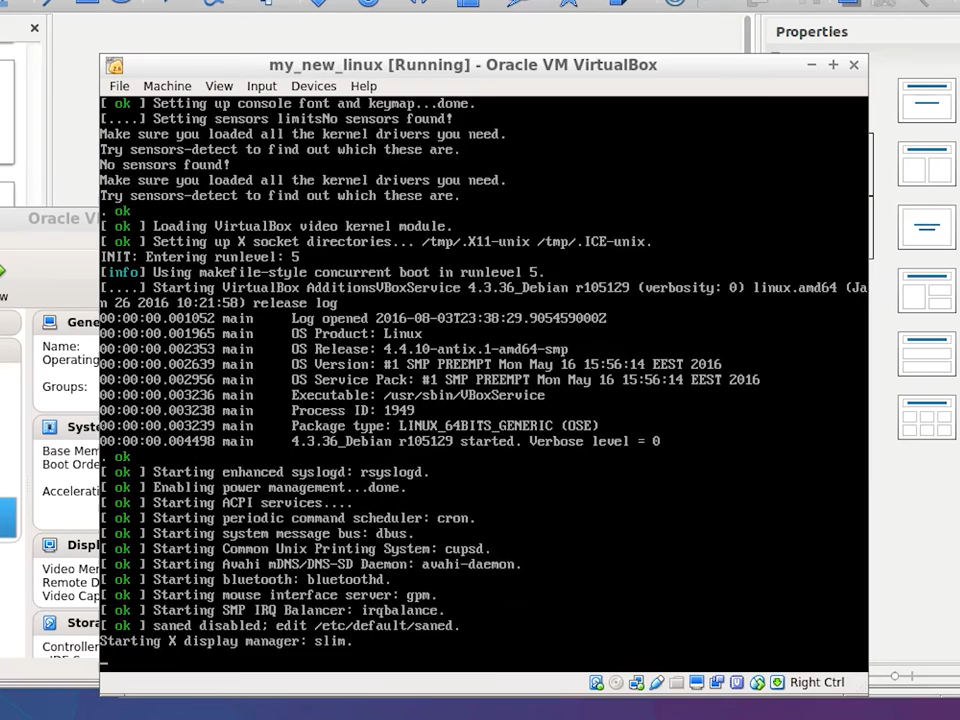 Properties
my_new_linux [Running] - Oracle VM VirtualBox
File Machine View Input Devices Help
[ ok ] Setting up console font and keymap...done.
[....] Setting sensors limitsNo sensors found!
Make sure you loaded all the kernel drivers you need.
Try sensors-detect to find out which these are.
No sensors found!
Make sure you loaded all the kernel drivers you need.
Try sensors-detect to find out which these are.
. ok
[ ok ] Loading VirtualBox video kernel module.
[ ok ] Setting up X socket directories... /tmp/.X11-unix /tmp/.ICE-unix.
INIT: Entering runlevel: 5
[info] Using makefile-style concurrent boot in runlevel 5.
[....] Starting VirtualBox AdditionsVBoxService 4.3.36_Debian r105129 (verbosity: 0) linux.amd64 (Ja
n 26 2016 10:21:58) release log
00:00:00.001052 main     Log opened 2016-08-03T23:38:29.905459000Z
00:00:00.001965 main     OS Product: Linux
00:00:00.002353 main     OS Release: 4.4.10-antix.1-amd64-smp
00:00:00.002639 main     OS Version: #1 SMP PREEMPT Mon May 16 15:56:14 EEST 2016
00:00:00.002956 main     OS Service Pack: #1 SMP PREEMPT Mon May 16 15:56:14 EEST 2016
00:00:00.003236 main     Executable: /usr/sbin/VBoxService
00:00:00.003238 main     Process ID: 1949
00:00:00.003239 main     Package type: LINUX_64BITS_GENERIC (OSE)
00:00:00.004498 main     4.3.36_Debian r105129 started. Verbose level = 0
. ok
[ ok ] Starting enhanced syslogd: rsyslogd.
[ ok ] Enabling power management...done.
[ ok ] Starting ACPI services....
[ ok ] Starting periodic command scheduler: cron.
[ ok ] Starting system message bus: dbus.
[ ok ] Starting Common Unix Printing System: cupsd.
[ ok ] Starting Avahi mDNS/DNS-SD Daemon: avahi-daemon.
[ ok ] Starting bluetooth: bluetoothd.
[ ok ] Starting mouse interface server: gpm.
[ ok ] Starting SMP IRQ Balancer: irqbalance.
[ ok ] saned disabled; edit /etc/default/saned.
Starting X display manager: slim.
Right Ctrl
Oracle VM
Gene
Name:
Operating
Groups:
Syste
Base Mem
Boot Orde
Accelerati
Displ
Video Mem
Remote D
Video Cap
Stora
Controller